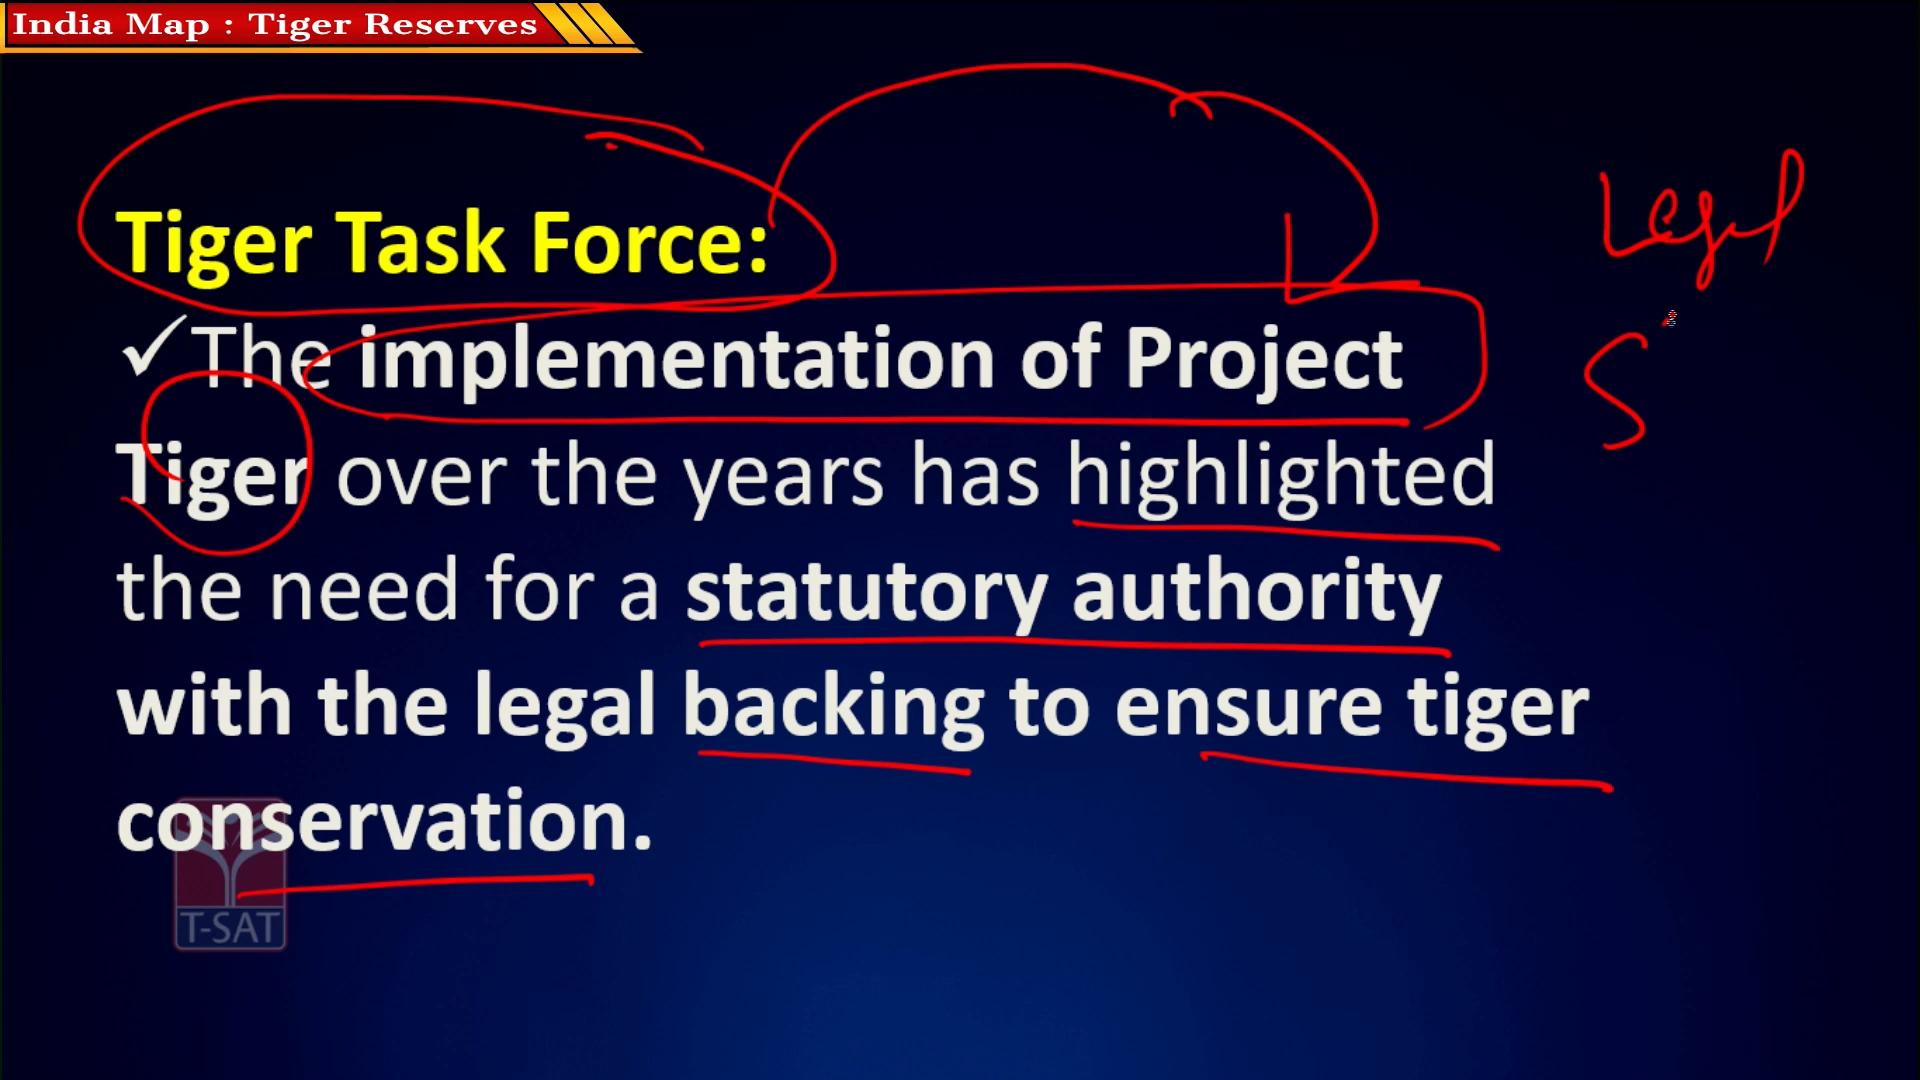 India Map : Tiger Reserves
Tiger Task Force:
✓The implementation of Project
Tiger over the years has highlighted
the need for a statutory authority
with the legal backing to ensure tiger
conservation.
Legal
S
T-SAT